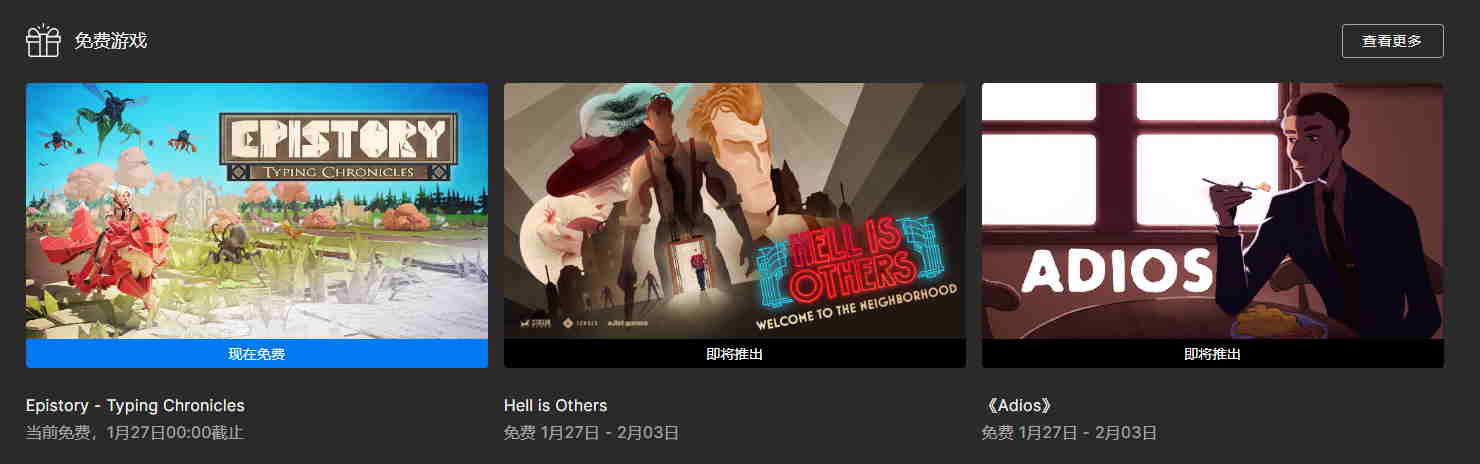 免费游戏
查看更多
EPISTORY
TYPING CHRONICLES
HELL IS
OTHERS
WELCOME TO THE NEIGHBORHOOD
ADIOS
现在免费
即将推出
即将推出
Epistory - Typing Chronicles
Hell is Others
《Adios》
当前免费，1月27日00:00截止
免费 1月27日 - 2月03日
免费 1月27日 - 2月03日